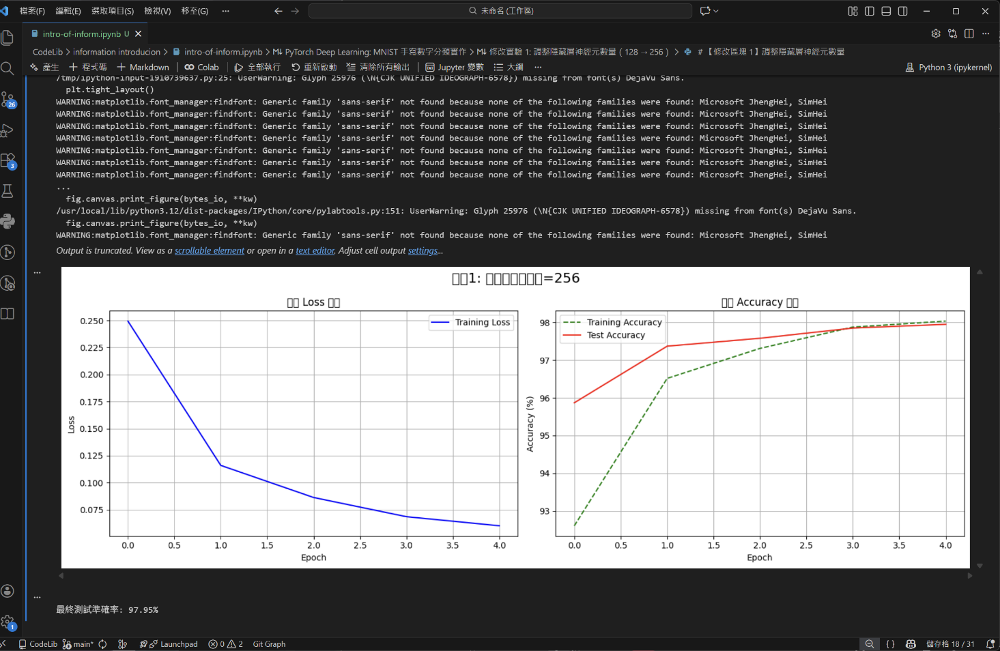 檔案(F) 編輯(E) 選取項目(S) 檢視(V) 移至(G) ··· 未命名 (工作區)
intro-of-inform.ipynb U
CodeLib > information introducion > intro-of-inform.ipynb > M↓ PyTorch Deep Learning: MNIST 手寫數字分類實作 > M↓ 修改實驗 1: 調整隱藏層神經元數量 ( 128 → 256 ) > # 【修改區塊 1】調整隱藏層神經元數量
產生 + 程式碼 + Markdown Colab 全部執行 重新啟動 清除所有輸出 Jupyter 變數 大綱 ··· Python 3 (ipykernel)
/tmp/ipython-input-1910739637.py:25: UserWarning: Glyph 25976 (\N{CJK UNIFIED IDEOGRAPH-6578}) missing from font(s) DejaVu Sans.
plt.tight_layout()
WARNING:matplotlib.font_manager:findfont: Generic family 'sans-serif' not found because none of the following families were found: Microsoft JhengHei, SimHei
WARNING:matplotlib.font_manager:findfont: Generic family 'sans-serif' not found because none of the following families were found: Microsoft JhengHei, SimHei
WARNING:matplotlib.font_manager:findfont: Generic family 'sans-serif' not found because none of the following families were found: Microsoft JhengHei, SimHei
WARNING:matplotlib.font_manager:findfont: Generic family 'sans-serif' not found because none of the following families were found: Microsoft JhengHei, SimHei
WARNING:matplotlib.font_manager:findfont: Generic family 'sans-serif' not found because none of the following families were found: Microsoft JhengHei, SimHei
WARNING:matplotlib.font_manager:findfont: Generic family 'sans-serif' not found because none of the following families were found: Microsoft JhengHei, SimHei
WARNING:matplotlib.font_manager:findfont: Generic family 'sans-serif' not found because none of the following families were found: Microsoft JhengHei, SimHei
...
fig.canvas.print_figure(bytes_io, **kw)
/usr/local/lib/python3.12/dist-packages/IPython/core/pylabtools.py:151: UserWarning: Glyph 25976 (\N{CJK UNIFIED IDEOGRAPH-6578}) missing from font(s) DejaVu Sans.
fig.canvas.print_figure(bytes_io, **kw)
WARNING:matplotlib.font_manager:findfont: Generic family 'sans-serif' not found because none of the following families were found: Microsoft JhengHei, SimHei
Output is truncated. View as a scrollable element or open in a text editor. Adjust cell output settings...
□□1: □□□□□□□=256
□□ Loss □□
Training Loss
0.250
0.225
0.200
0.175
0.150
0.125
0.100
0.075
Loss
0.0 0.5 1.0 1.5 2.0 2.5 3.0 3.5 4.0
Epoch
□□ Accuracy □□
Training Accuracy
Test Accuracy
98
97
96
95
94
93
Accuracy (%)
0.0 0.5 1.0 1.5 2.0 2.5 3.0 3.5 4.0
Epoch
最終測試準確率: 97.95%
26
3
1
CodeLib main* Launchpad 0 2 Git Graph { } 儲存格 18 / 31